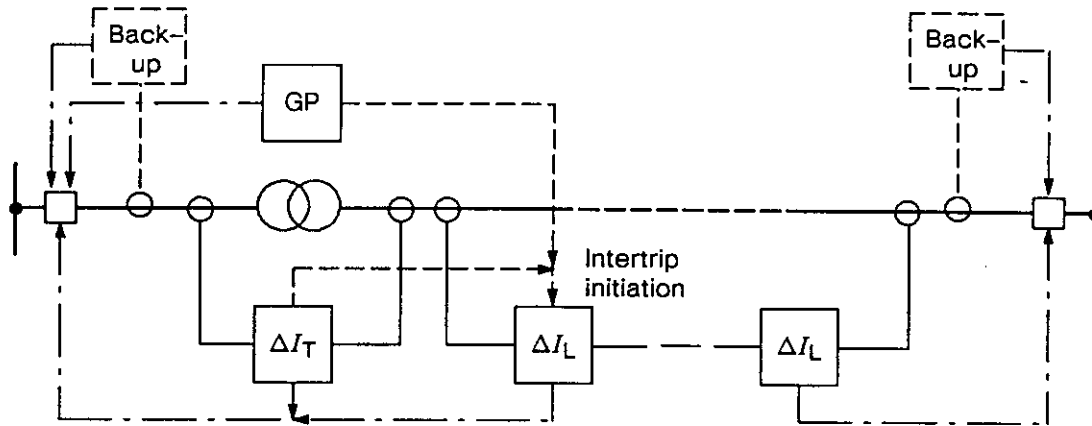 Back-
up
GP
Back-
up
Intertrip
initiation
ΔI_T
ΔI_L
ΔI_L